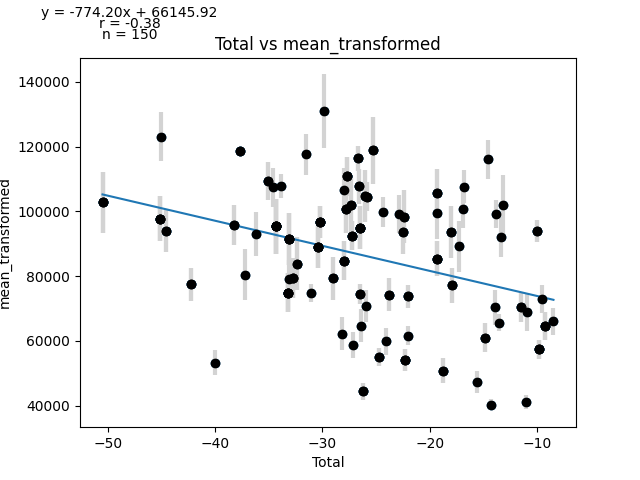 y = -774.20x + 66145.92
r = -0.38
n = 150
Total vs mean_transformed
mean_transformed
140000
120000
100000
80000
60000
40000
−50
−40
−30
−20
−10
Total